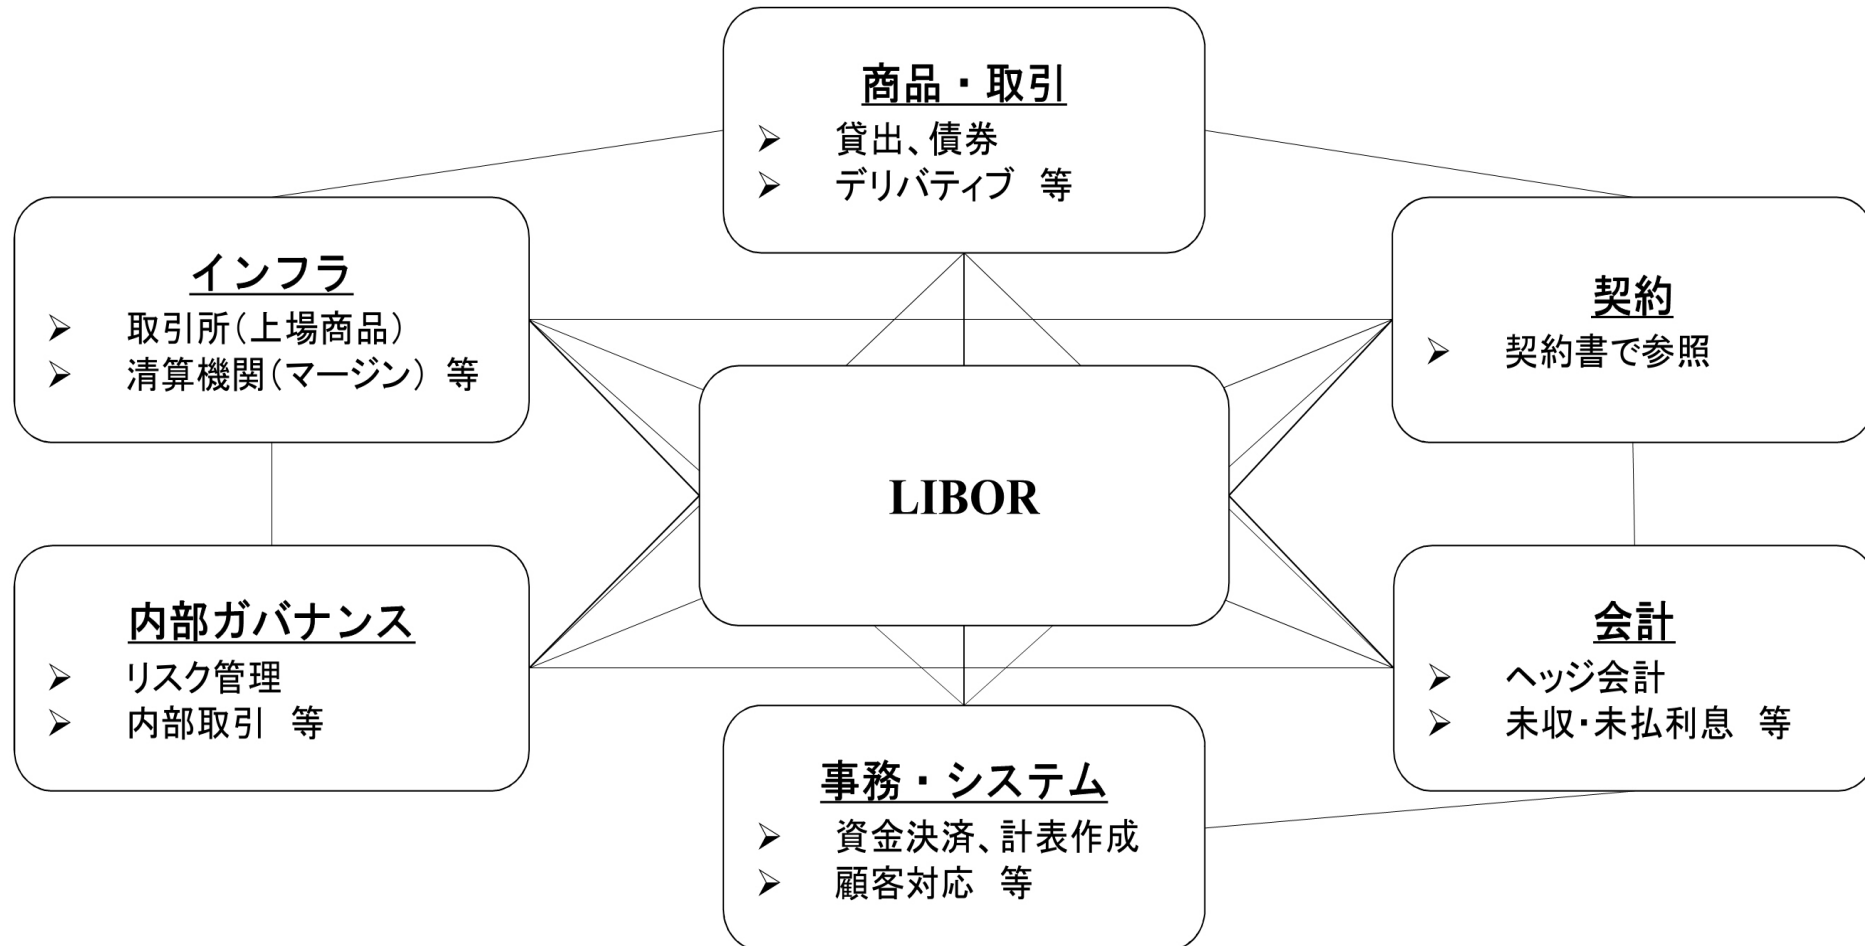 商品・取引
➢ 貸出、債券
➢ デリバティブ 等
インフラ
➢ 取引所（上場商品）
➢ 清算機関（マージン） 等
契約
➢ 契約書で参照
LIBOR
内部ガバナンス
➢ リスク管理
➢ 内部取引 等
会計
➢ ヘッジ会計
➢ 未収・未払利息 等
事務・システム
➢ 資金決済、計表作成
➢ 顧客対応 等